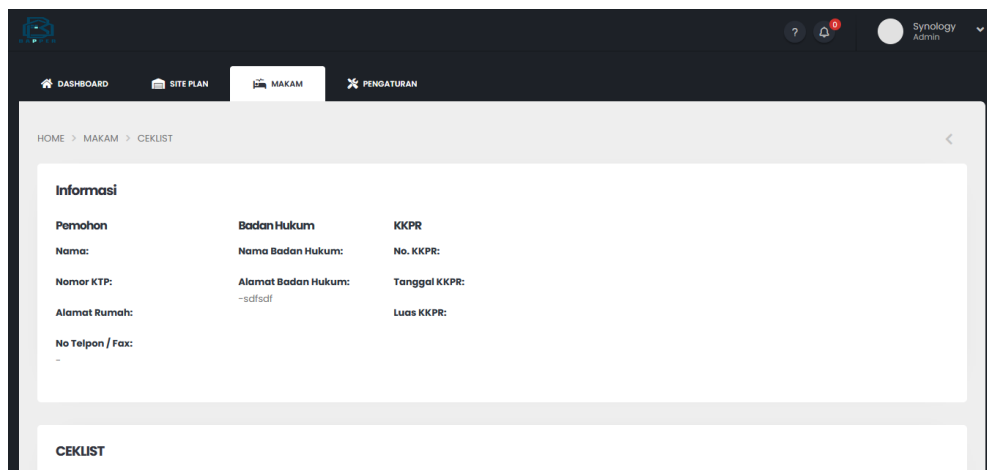 ? 0 Synology
Admin
DASHBOARD SITE PLAN MAKAM PENGATURAN
HOME > MAKAM > CEKLIST
Informasi
Pemohon
Nama:
Nomor KTP:
Alamat Rumah:
No Telpon / Fax:
-
Badan Hukum
Nama Badan Hukum:
Alamat Badan Hukum:
-sdfsdf
KKPR
No. KKPR:
Tanggal KKPR:
Luas KKPR:
CEKLIST